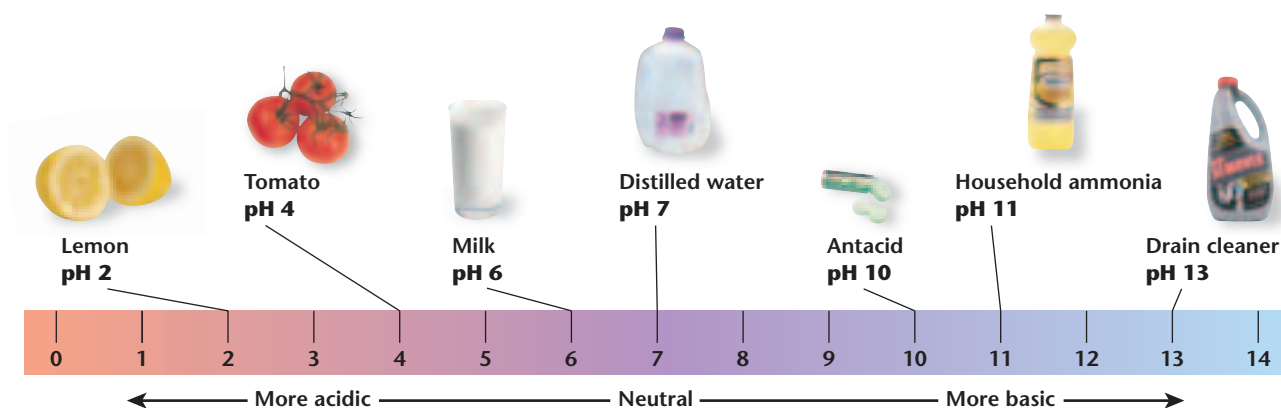 Lemon
pH 2
Tomato
pH 4
Milk
pH 6
Distilled water
pH 7
Antacid
pH 10
Household ammonia
pH 11
Drain cleaner
pH 13
0 1 2 3 4 5 6 7 8 9 10 11 12 13 14
More acidic Neutral More basic